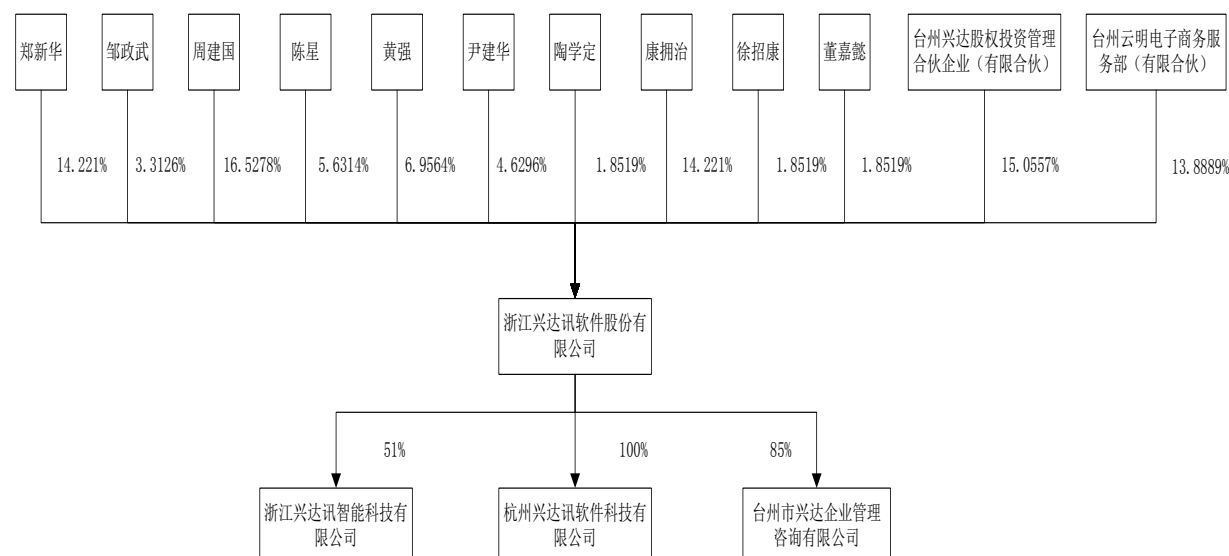 郑新华
邹政武
周建国
陈星
黄强
尹建华
陶学定
康拥治
徐招康
董嘉懿
台州兴达股权投资管理
合伙企业（有限合伙）
台州云明电子商务服
务部（有限合伙）
14.221%
3.3126%
16.5278%
5.6314%
6.9564%
4.6296%
1.8519%
14.221%
1.8519%
1.8519%
15.0557%
13.8889%
浙江兴达讯软件股份有
限公司
51%
100%
85%
浙江兴达讯智能科技有
限公司
杭州兴达讯软件科技有
限公司
台州市兴达企业管理
咨询有限公司